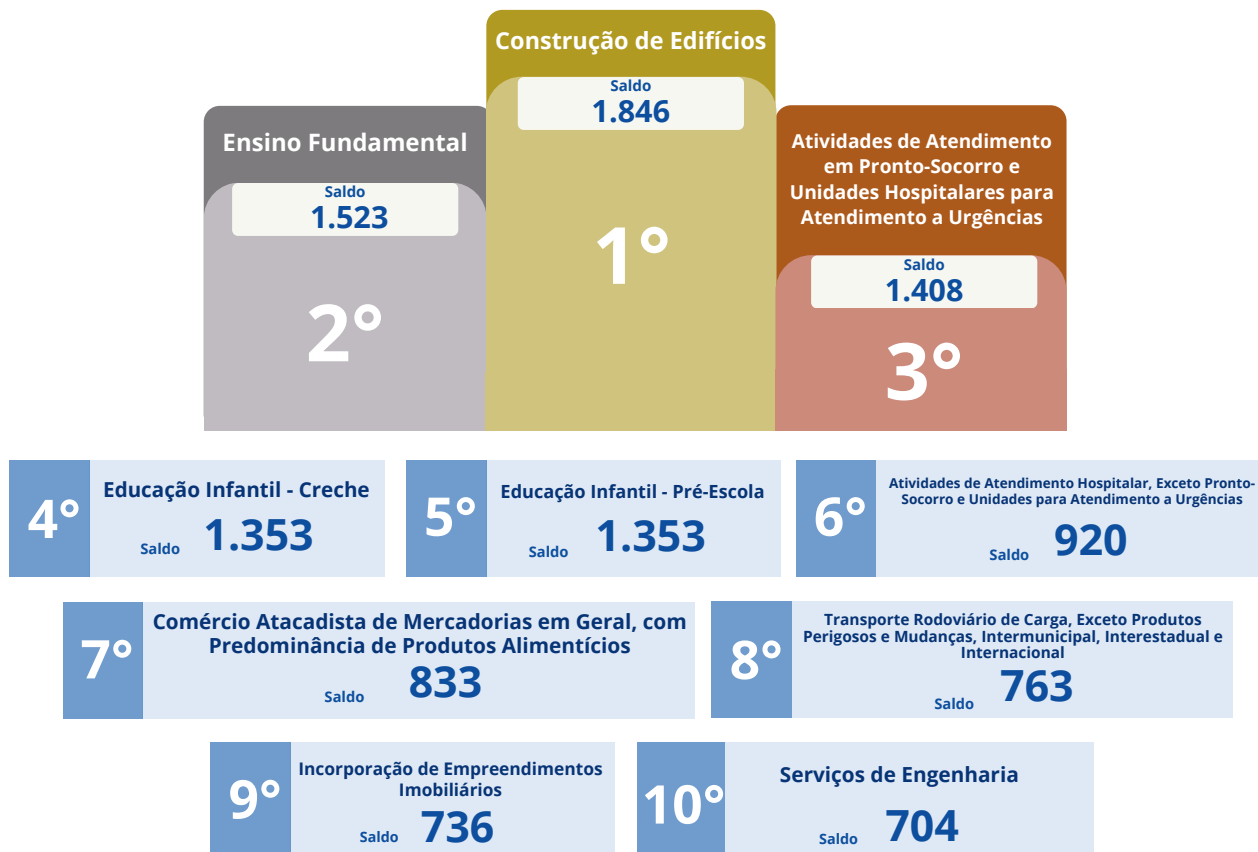 Construção de Edifícios
Saldo
1.846
1°
Ensino Fundamental
Saldo
1.523
2°
Atividades de Atendimento
em Pronto-Socorro e
Unidades Hospitalares para
Atendimento a Urgências
Saldo
1.408
3°
4°
Educação Infantil - Creche
Saldo 1.353
5°
Educação Infantil - Pré-Escola
Saldo 1.353
6°
Atividades de Atendimento Hospitalar, Exceto Pronto-
Socorro e Unidades para Atendimento a Urgências
Saldo 920
7°
Comércio Atacadista de Mercadorias em Geral, com
Predominância de Produtos Alimentícios
Saldo 833
8°
Transporte Rodoviário de Carga, Exceto Produtos
Perigosos e Mudanças, Intermunicipal, Interestadual e
Internacional
Saldo 763
9°
Incorporação de Empreendimentos
Imobiliários
Saldo 736
10°
Serviços de Engenharia
Saldo 704